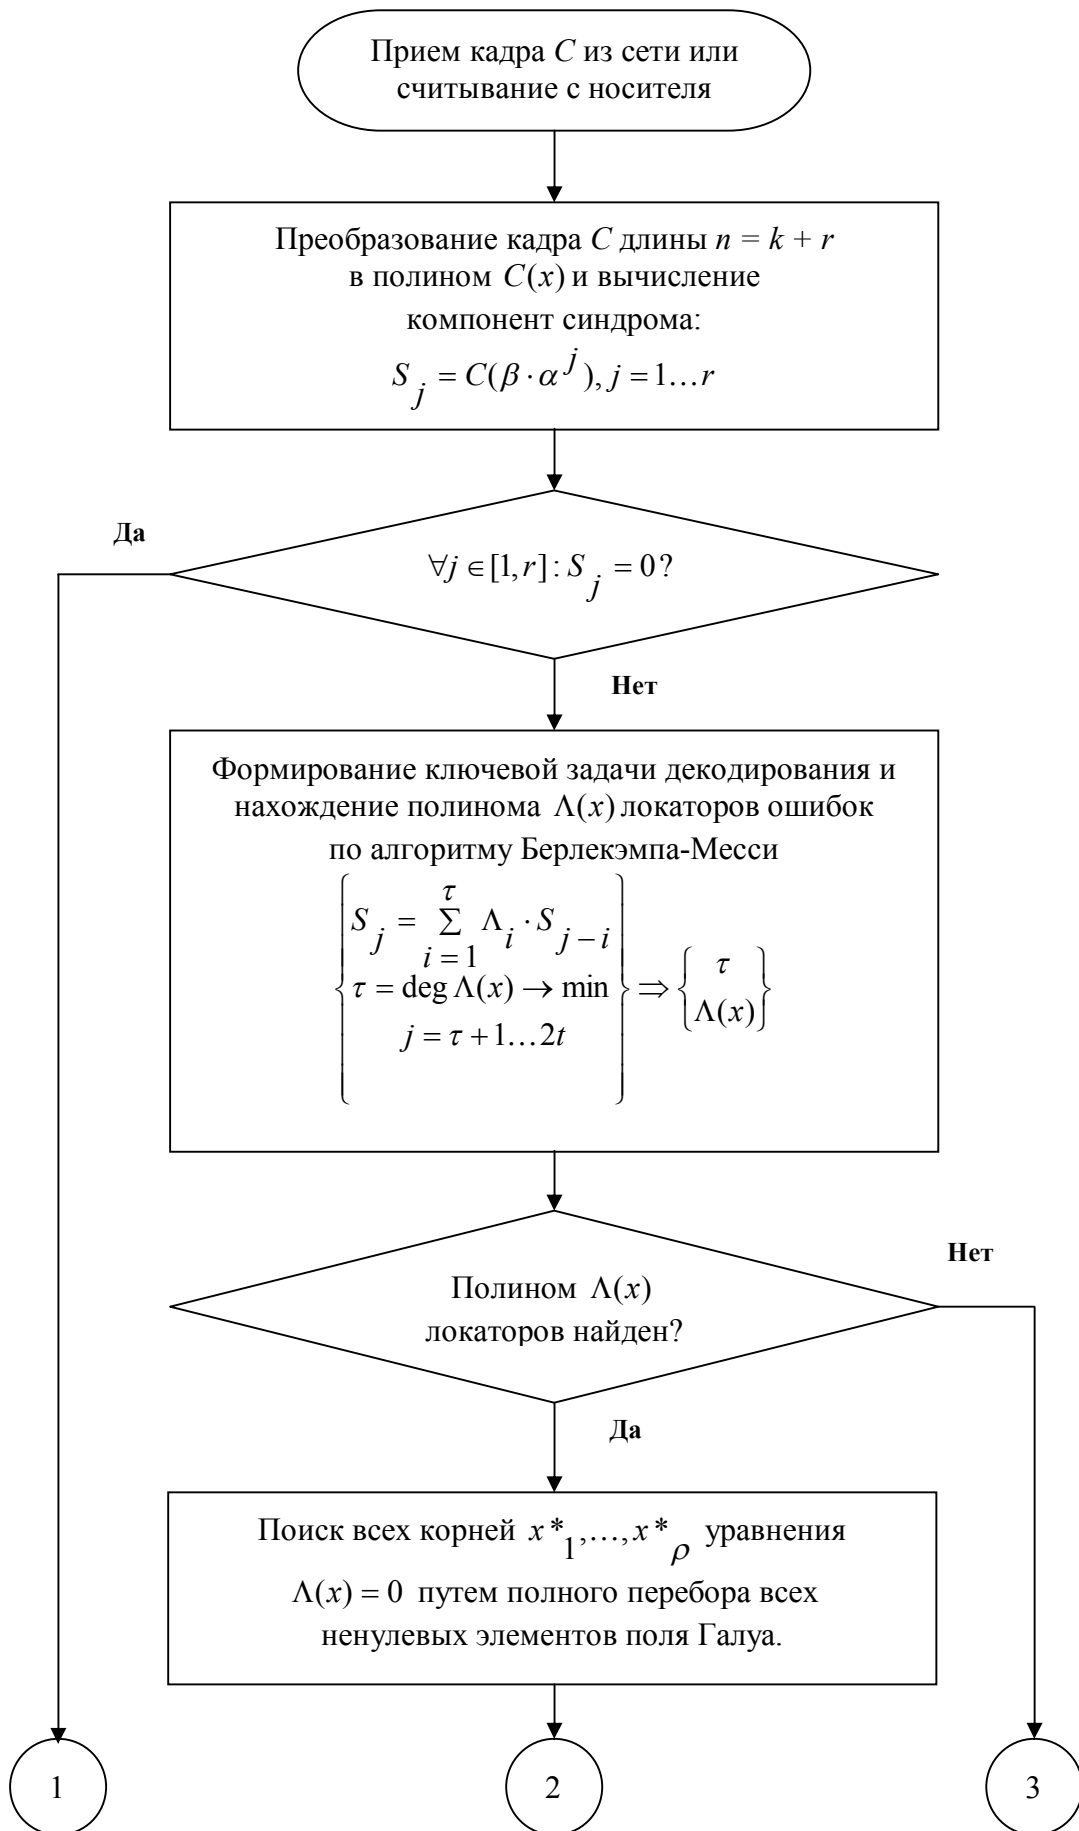 Прием кадра C из сети или
считывание с носителя
Преобразование кадра C длины n = k + r
в полином C(x) и вычисление
компонент синдрома:
S_j = C(β · α^j), j = 1…r
Да
∀j ∈ [1, r] : S_j = 0 ?
Нет
Формирование ключевой задачи декодирования и
нахождение полинома Λ(x) локаторов ошибок
по алгоритму Берлекэмпа-Месси
{ S_j = ∑_{i = 1}^{τ} Λ_i · S_{j − i}
τ = deg Λ(x) → min } ⇒ { τ
Λ(x) }
j = τ + 1…2t
Нет
Полином Λ(x)
локаторов найден?
Да
Поиск всех корней x*_1,…, x*_ρ уравнения
Λ(x) = 0 путем полного перебора всех
ненулевых элементов поля Галуа.
1
2
3